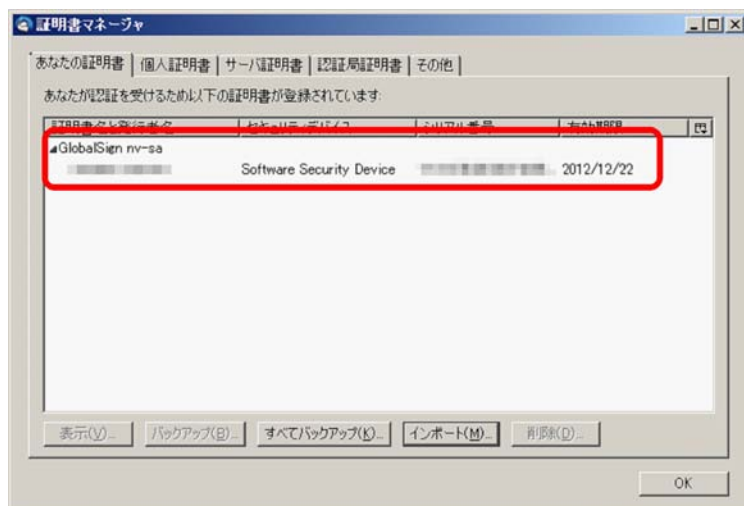 証明書マネージャ
あなたの証明書 個人証明書 サーバ証明書 認証局証明書 その他
あなたが認証を受けるため以下の証明書が登録されています:
証明書名と発行者名 セキュリティデバイス シリアル番号 有効期限
GlobalSign nv-sa
Software Security Device 2012/12/22
表示(V)... バックアップ(B)... すべてバックアップ(K)... インポート(M)... 削除(D)...
OK